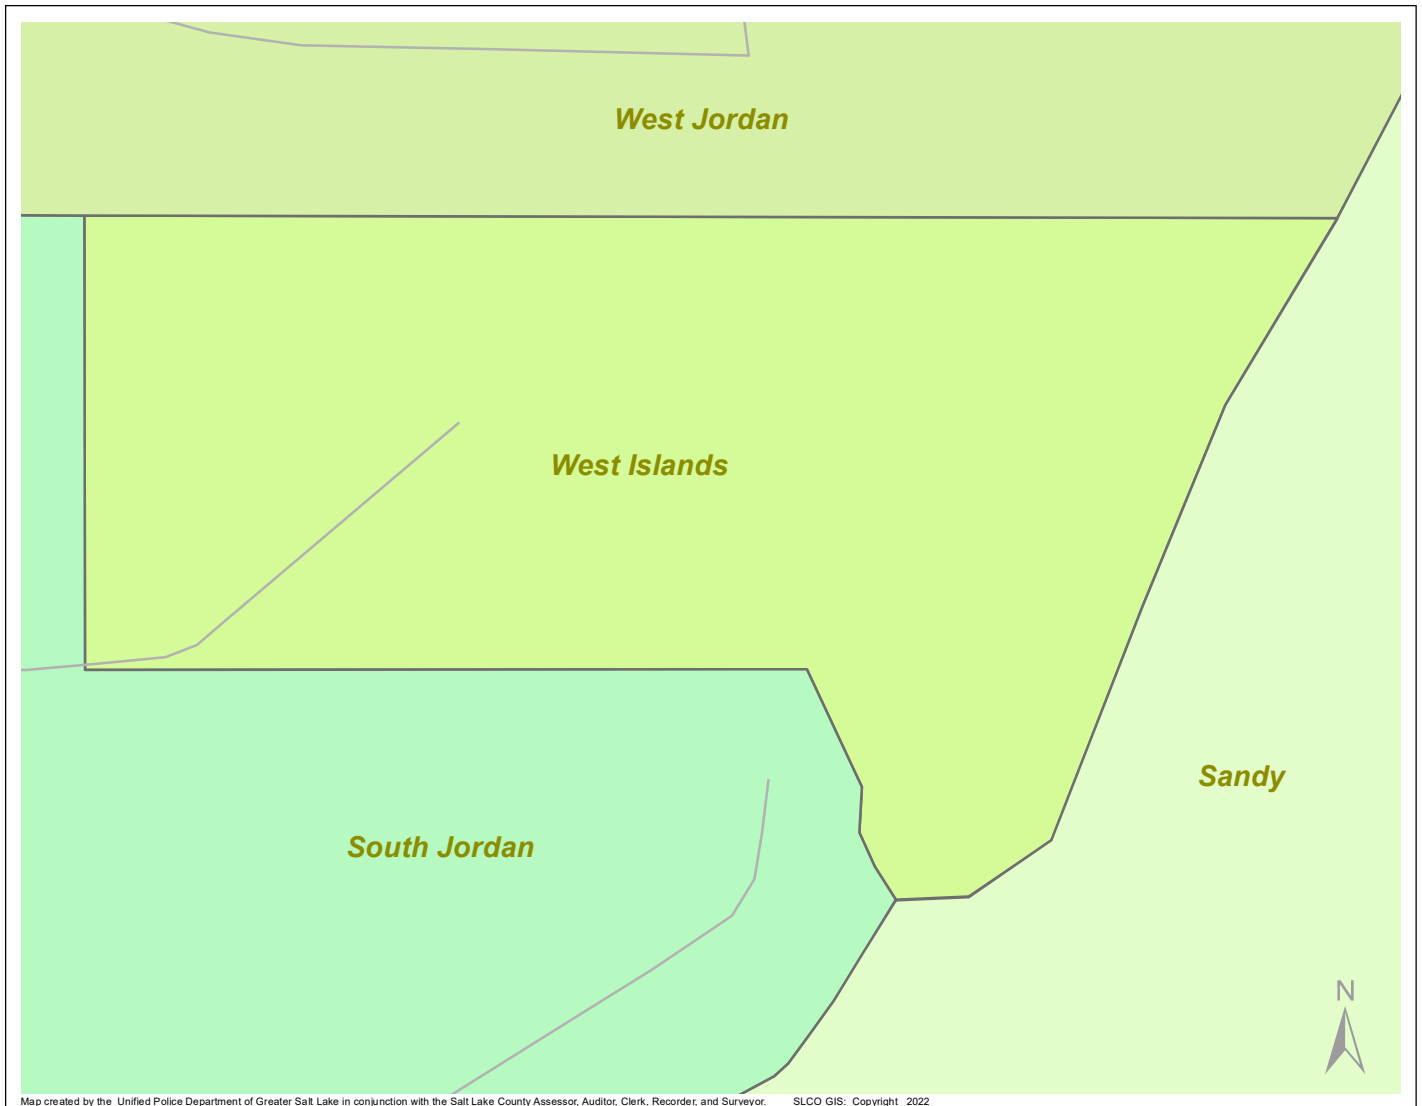 West Jordan
West Islands
Sandy
South Jordan
N
Map created by the Unified Police Department of Greater Salt Lake in conjunction with the Salt Lake County Assessor, Auditor, Clerk, Recorder, and Surveyor. SLCO GIS: Copyright 2022